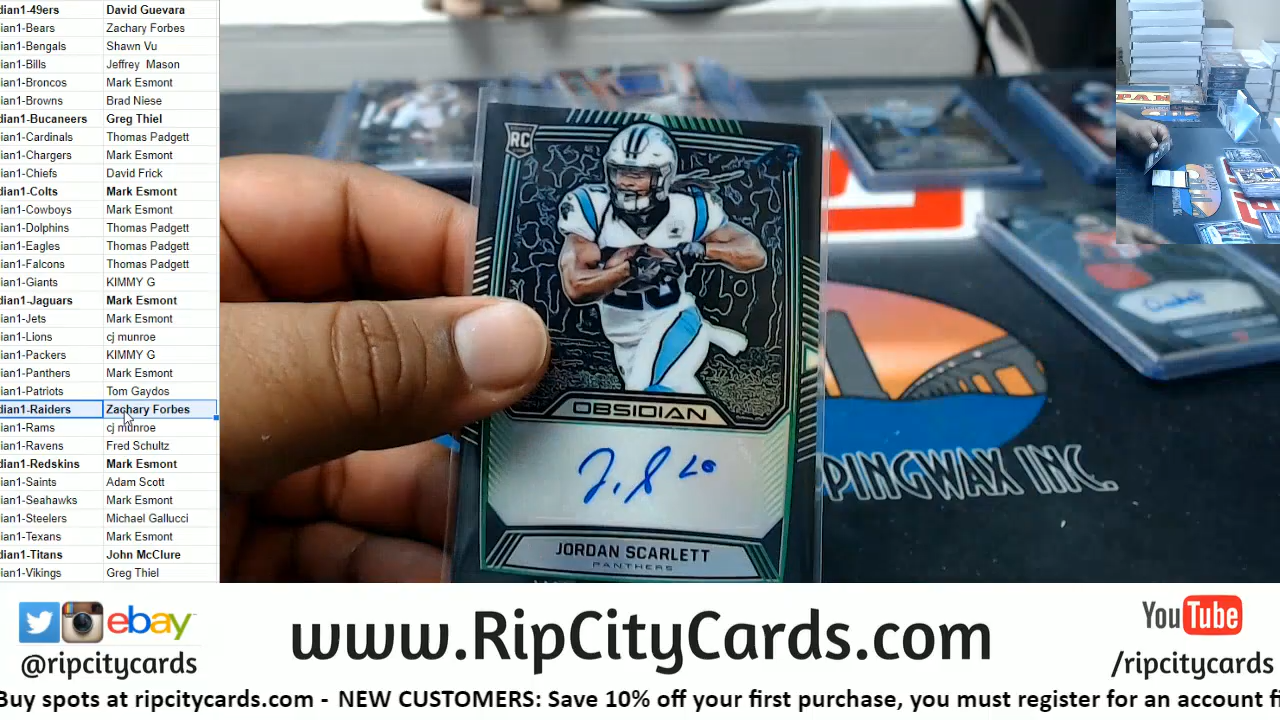 dian1-49ers David Guevara
ian1-Bears Zachary Forbes
ian1-Bengals Shawn Vu
ian1-Bills Jeffrey Mason
ian1-Broncos Mark Esmont
ian1-Browns Brad Niese
ian1-Bucaneers Greg Thiel
ian1-Cardinals Thomas Padgett
ian1-Chargers Mark Esmont
ian1-Chiefs David Frick
ian1-Colts Mark Esmont
ian1-Cowboys Mark Esmont
ian1-Dolphins Thomas Padgett
ian1-Eagles Thomas Padgett
ian1-Falcons Thomas Padgett
ian1-Giants KIMMY G
dian1-Jaguars Mark Esmont
ian1-Jets Mark Esmont
ian1-Lions cj munroe
ian1-Packers KIMMY G
ian1-Panthers Mark Esmont
ian1-Patriots Tom Gaydos
dian1-Raiders Zachary Forbes
ian1-Rams cj munroe
ian1-Ravens Fred Schultz
ian1-Redskins Mark Esmont
ian1-Saints Adam Scott
ian1-Seahawks Mark Esmont
ian1-Steelers Michael Gallucci
ian1-Texans Mark Esmont
dian1-Titans John McClure
ian1-Vikings Greg Thiel
RC
OBSIDIAN
JORDAN SCARLETT
PANTHERS
PPINGWAX INC.
ebay
@ripcitycards
www.RipCityCards.com
YouTube
/ripcitycards
Buy spots at ripcitycards.com - NEW CUSTOMERS: Save 10% off your first purchase, you must register for an account fi